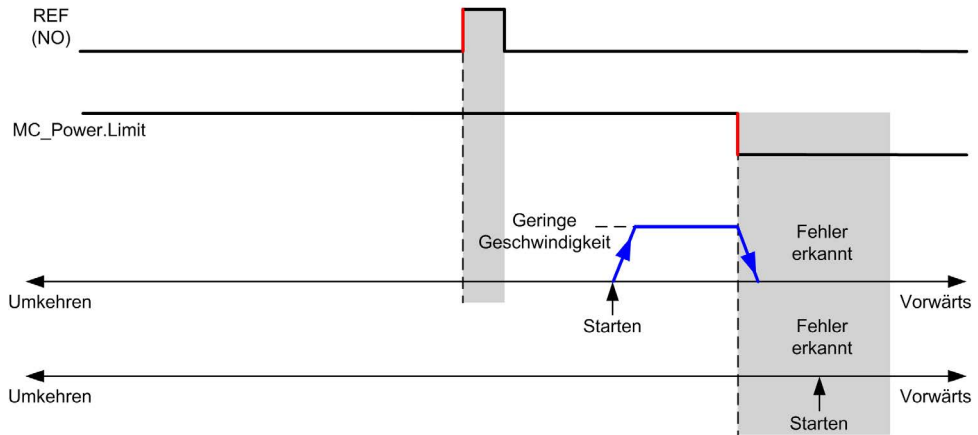 REF
(NO)
MC_Power.Limit
Geringe
Geschwindigkeit
Fehler
erkannt
Umkehren
Vorwärts
Starten
Fehler
erkannt
Umkehren
Vorwärts
Starten